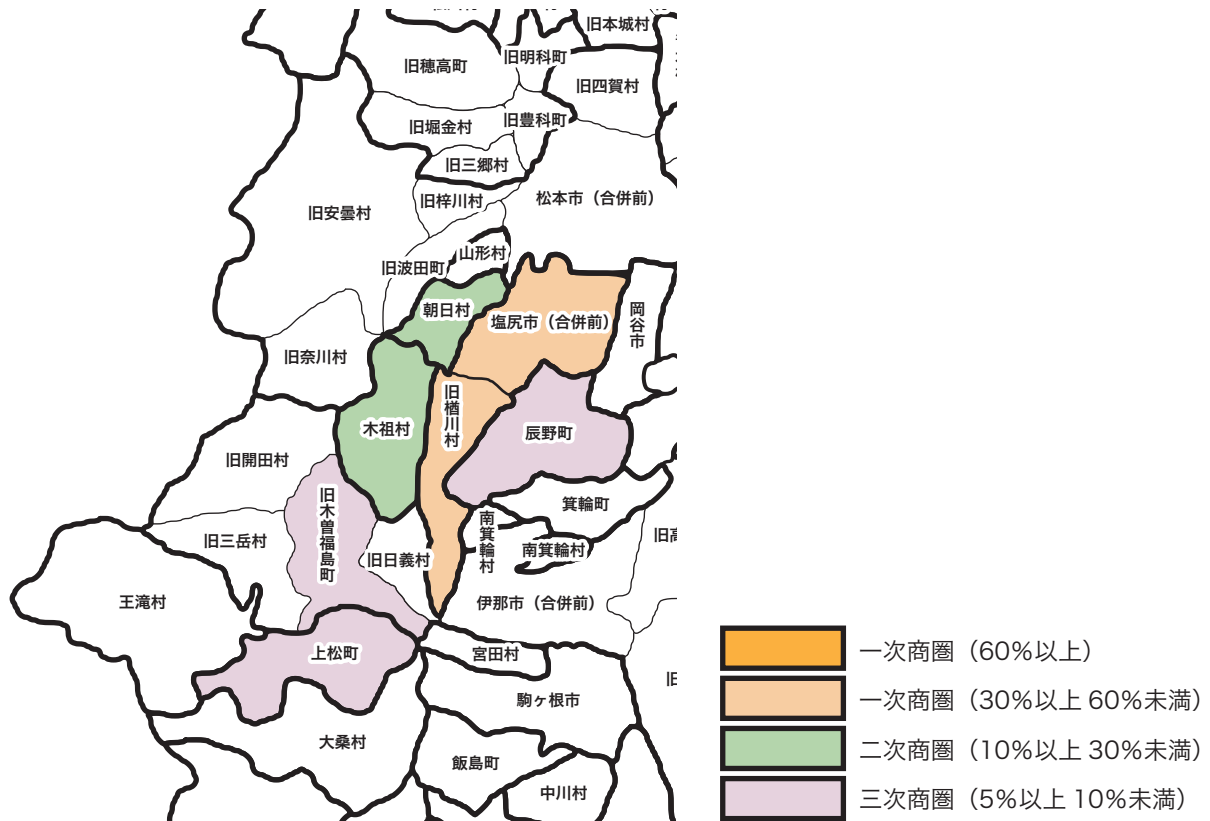 旧本城村
旧明科町
旧穂高町
旧四賀村
旧豊科町
旧堀金村
旧三郷村
旧梓川村
松本市（合併前）
旧安曇村
山形村
旧波田町
朝日村
塩尻市（合併前）
岡谷市
旧奈川村
旧楢川村
木祖村
辰野町
旧開田村
旧木曽福島町
箕輪町
南箕輪村
旧三岳村
旧日義村
南箕輪村
王滝村
伊那市（合併前）
上松町
宮田村
駒ヶ根市
大桑村
飯島町
中川村
一次商圏（60％以上）
一次商圏（30％以上 60％未満）
二次商圏（10％以上 30％未満）
三次商圏（5％以上 10％未満）